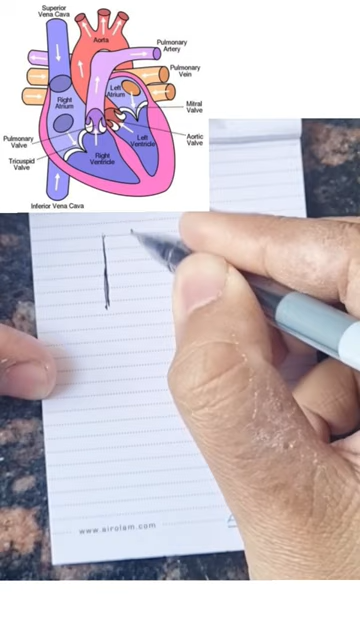 Superior
Vena Cava
Aorta
Pulmonary
Artery
Pulmonary
Vein
Left
Atrium
Right
Atrium
Mitral
Valve
Pulmonary
Valve
Aortic
Valve
Left
Ventricle
Tricuspid
Valve
Right
Ventricle
Inferior Vena Cava
www.airolam.com